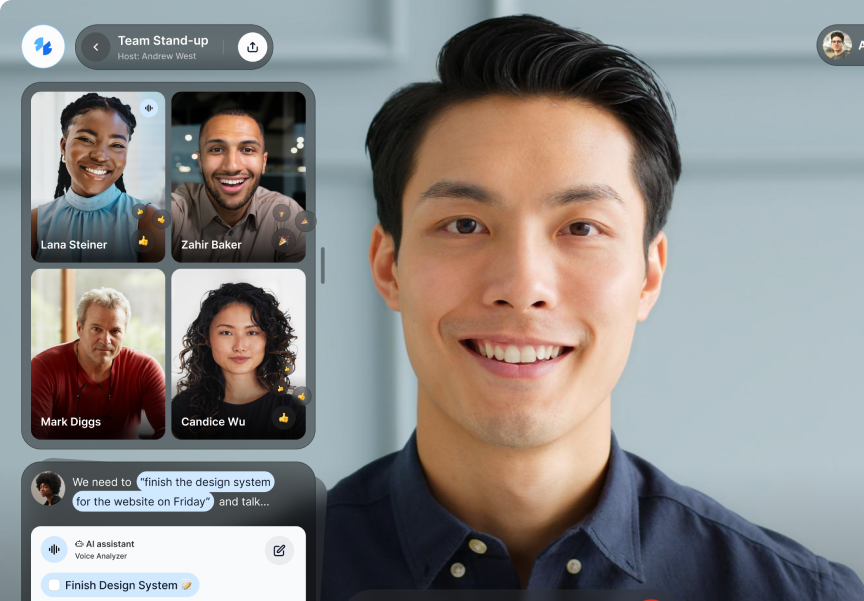 Team Stand-up
Host: Andrew West
A
Lana Steiner
Zahir Baker
Mark Diggs
Candice Wu
We need to “finish the design system
for the website on Friday” and talk...
AI assistant
Voice Analyzer
Finish Design System